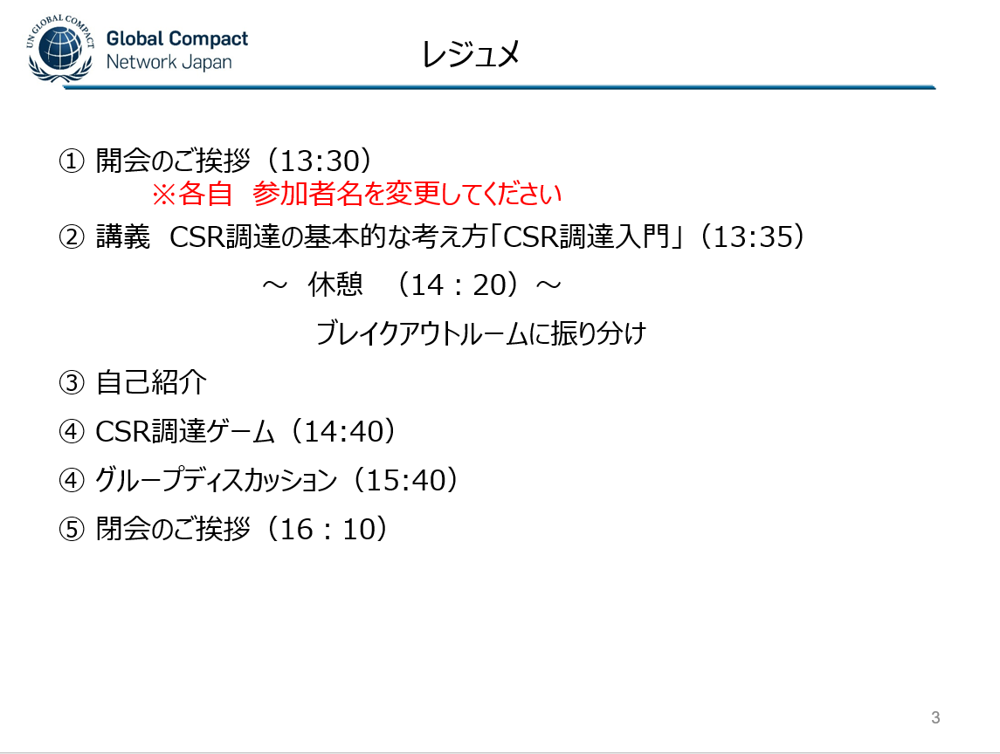 UN GLOBAL COMPACT
Global Compact
Network Japan
レジュメ
① 開会のご挨拶（13:30）
※各自　参加者名を変更してください
② 講義　CSR調達の基本的な考え方「CSR調達入門」（13:35）
～　休憩　（14：20）～
ブレイクアウトルームに振り分け
③ 自己紹介
④ CSR調達ゲーム（14:40）
④ グループディスカッション（15:40）
⑤ 閉会のご挨拶（16：10）
3